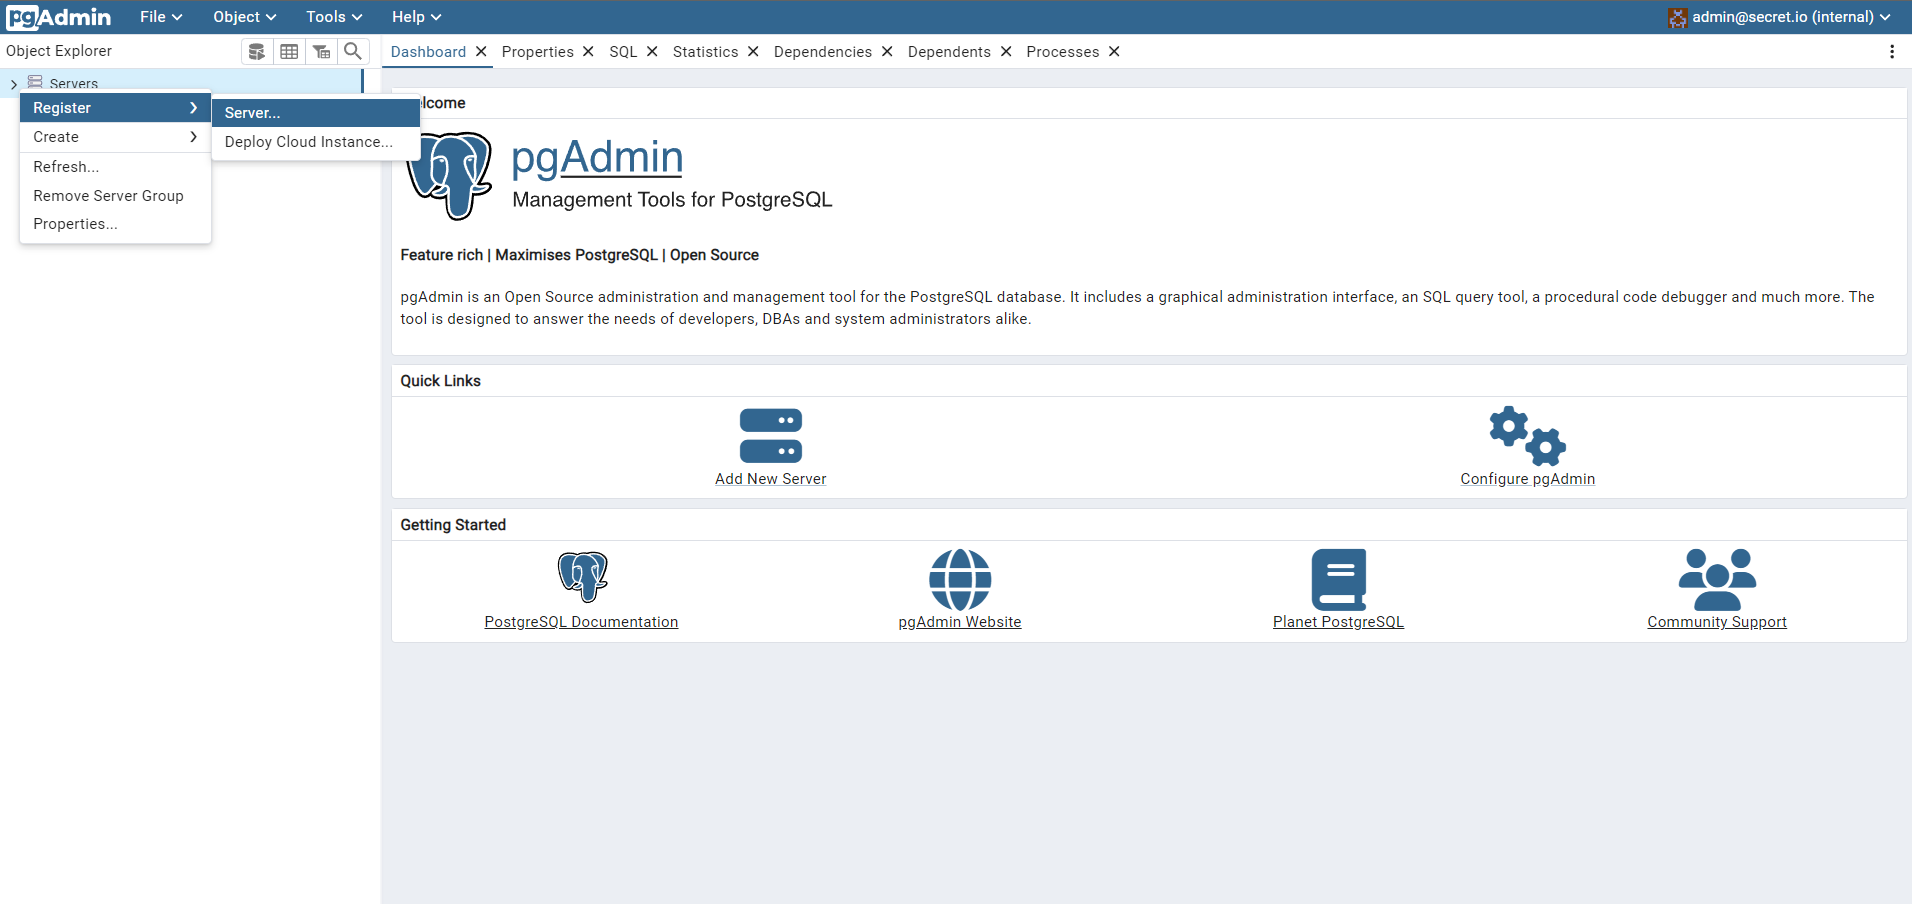 pgAdmin File Object Tools Help admin@secret.io (internal)
Object Explorer
Dashboard Properties SQL Statistics Dependencies Dependents Processes
Servers
Register
Create
Refresh...
Remove Server Group
Properties...
Server...
Deploy Cloud Instance...
elcome
pgAdmin
Management Tools for PostgreSQL
Feature rich | Maximises PostgreSQL | Open Source
pgAdmin is an Open Source administration and management tool for the PostgreSQL database. It includes a graphical administration interface, an SQL query tool, a procedural code debugger and much more. The
tool is designed to answer the needs of developers, DBAs and system administrators alike.
Quick Links
Add New Server Configure pgAdmin
Getting Started
PostgreSQL Documentation pgAdmin Website Planet PostgreSQL Community Support